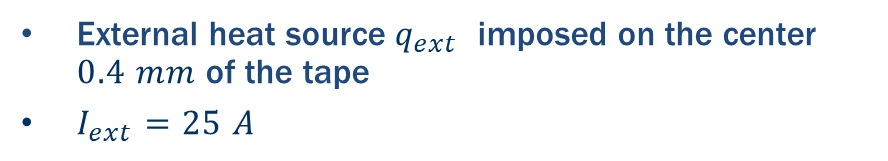 • External heat source q_ext imposed on the center
0.4 mm of the tape
• I_ext = 25 A